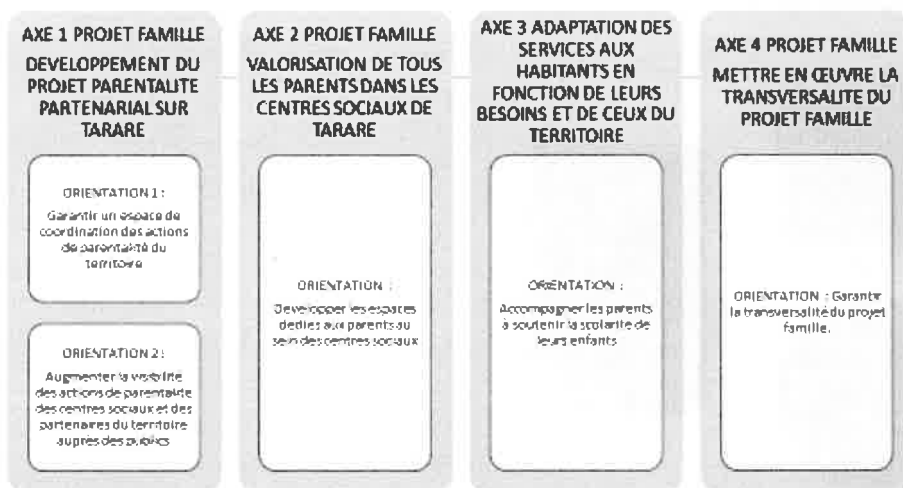 AXE 1 PROJET FAMILLE
DEVELOPPEMENT DU
PROJET PARENTALITE
PARTENARIAL SUR
TARARE
ORIENTATION 1 :
Garantir un espace de
coordination des actions
de parentalité du
territoire
ORIENTATION 2 :
Augmenter la visibilité
des actions de parentalité
des centres sociaux et des
partenaires du territoire
auprès des publics
AXE 2 PROJET FAMILLE
VALORISATION DE TOUS
LES PARENTS DANS LES
CENTRES SOCIAUX DE
TARARE
ORIENTATION :
Développer les espaces
dédiés aux parents au
sein des centres sociaux
AXE 3 ADAPTATION DES
SERVICES AUX
HABITANTS EN
FONCTION DE LEURS
BESOINS ET DE CEUX DU
TERRITOIRE
ORIENTATION :
Accompagner les parents
à soutenir la scolarité de
leurs enfants
AXE 4 PROJET FAMILLE
METTRE EN ŒUVRE LA
TRANSVERSALITE DU
PROJET FAMILLE
ORIENTATION : Garantir
la transversalité du projet
famille.